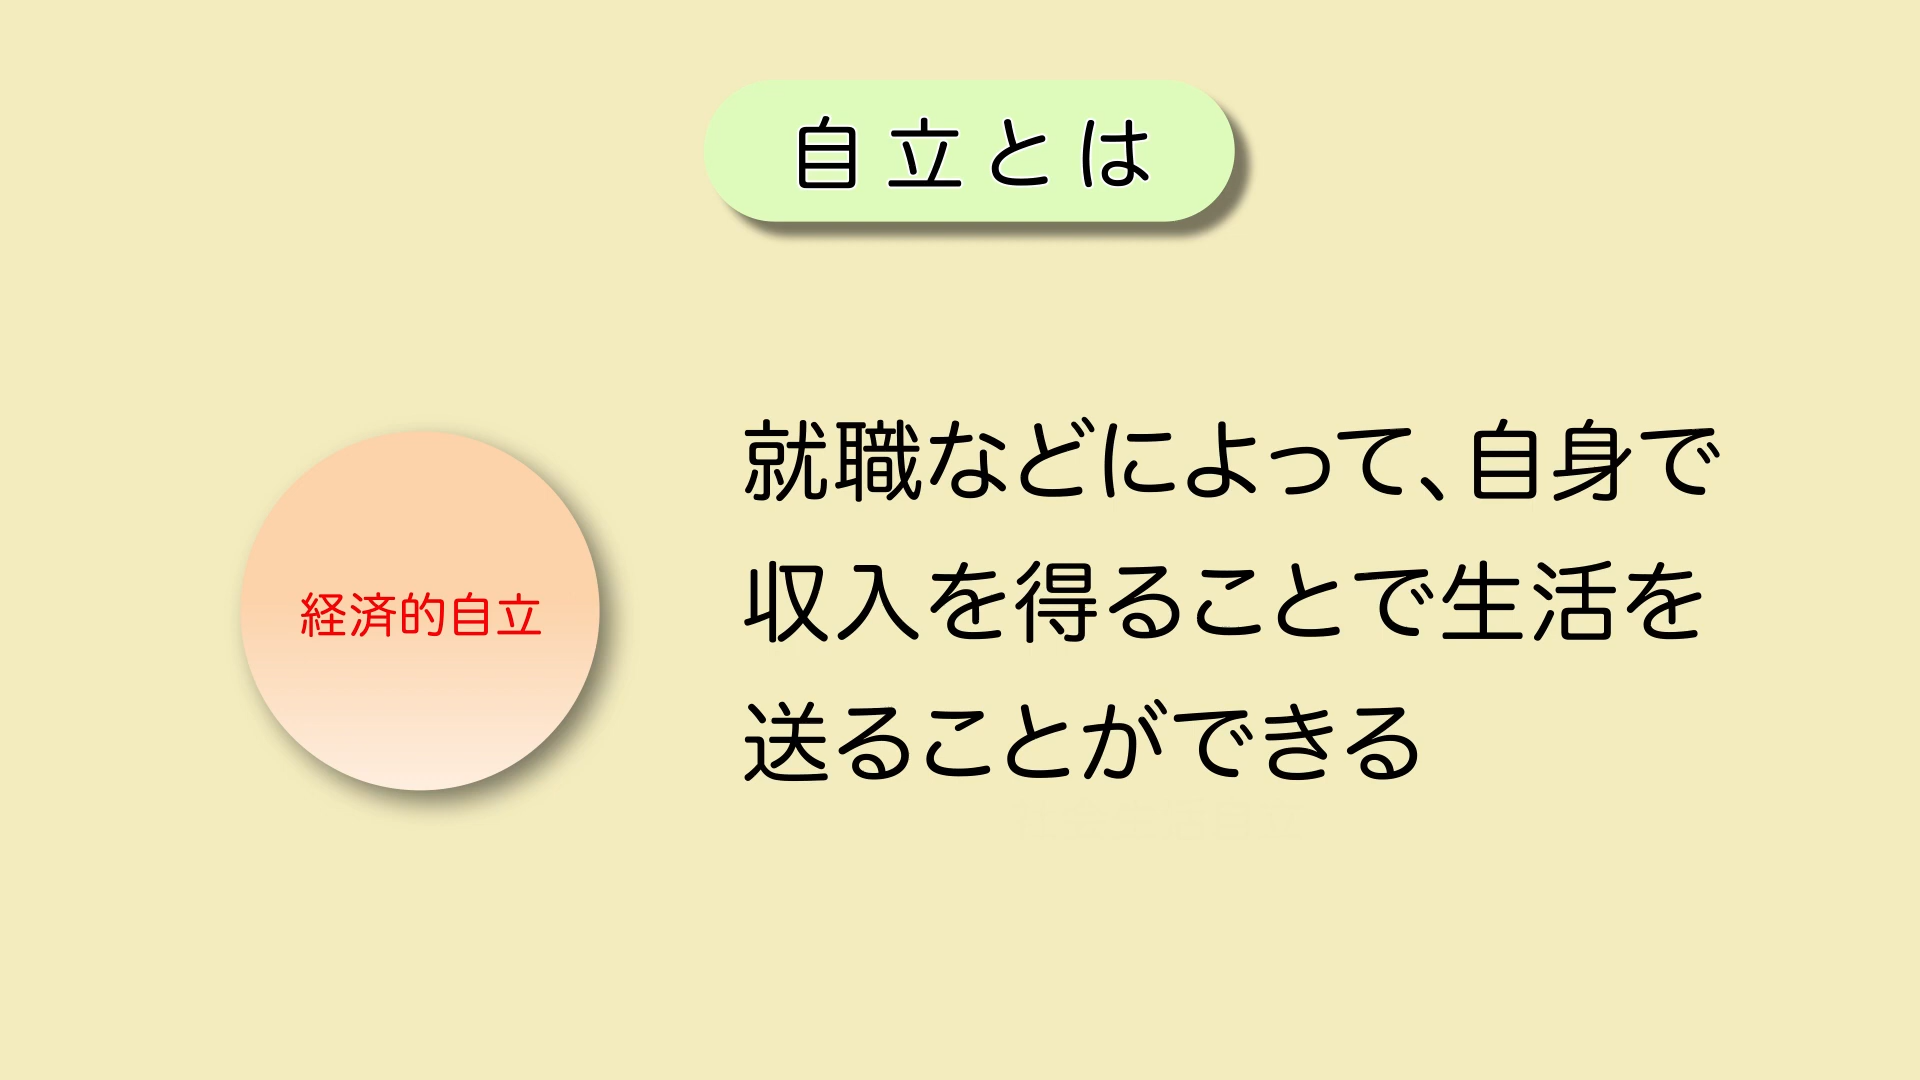 自立とは
経済的自立
就職などによって、自身で
収入を得ることで生活を
送ることができる